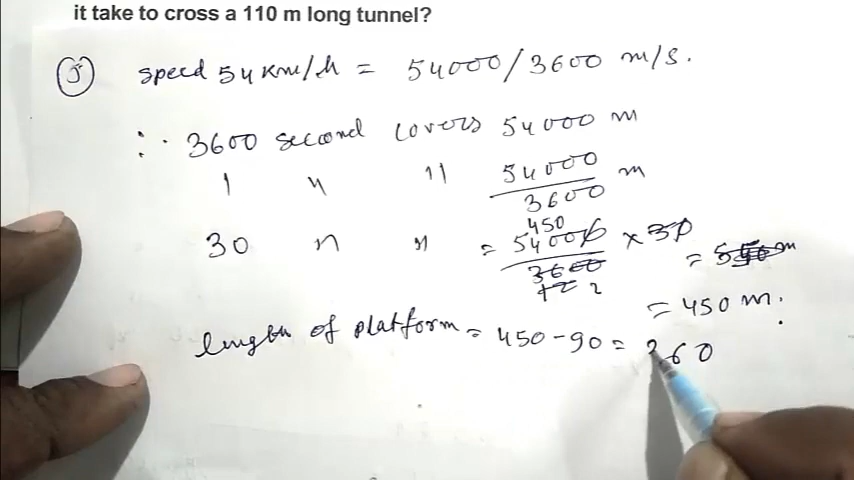 it take to cross a 110 m long tunnel?
5 speed 54 Km/h = 54000/3600 m/s.
∴ 3600 second covers 54000 m
1 〃 〃 54000/3600 m
30 〃 〃 = 54000/3600 × 30
450
= 450 m.
length of platform = 450-90 = 360